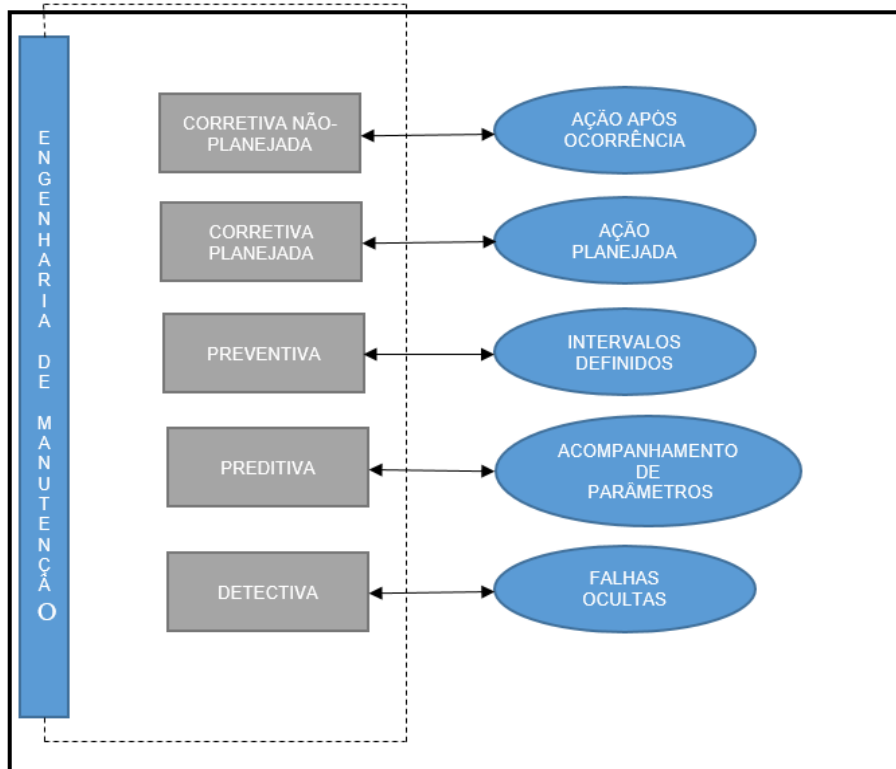 ENGENHARIA DE MANUTENÇÃO
CORRETIVA NÃO-
PLANEJADA
AÇÃO APÓS
OCORRÊNCIA
CORRETIVA
PLANEJADA
AÇÃO
PLANEJADA
PREVENTIVA
INTERVALOS
DEFINIDOS
PREDITIVA
ACOMPANHAMENTO
DE
PARÂMETROS
DETECTIVA
FALHAS
OCULTAS